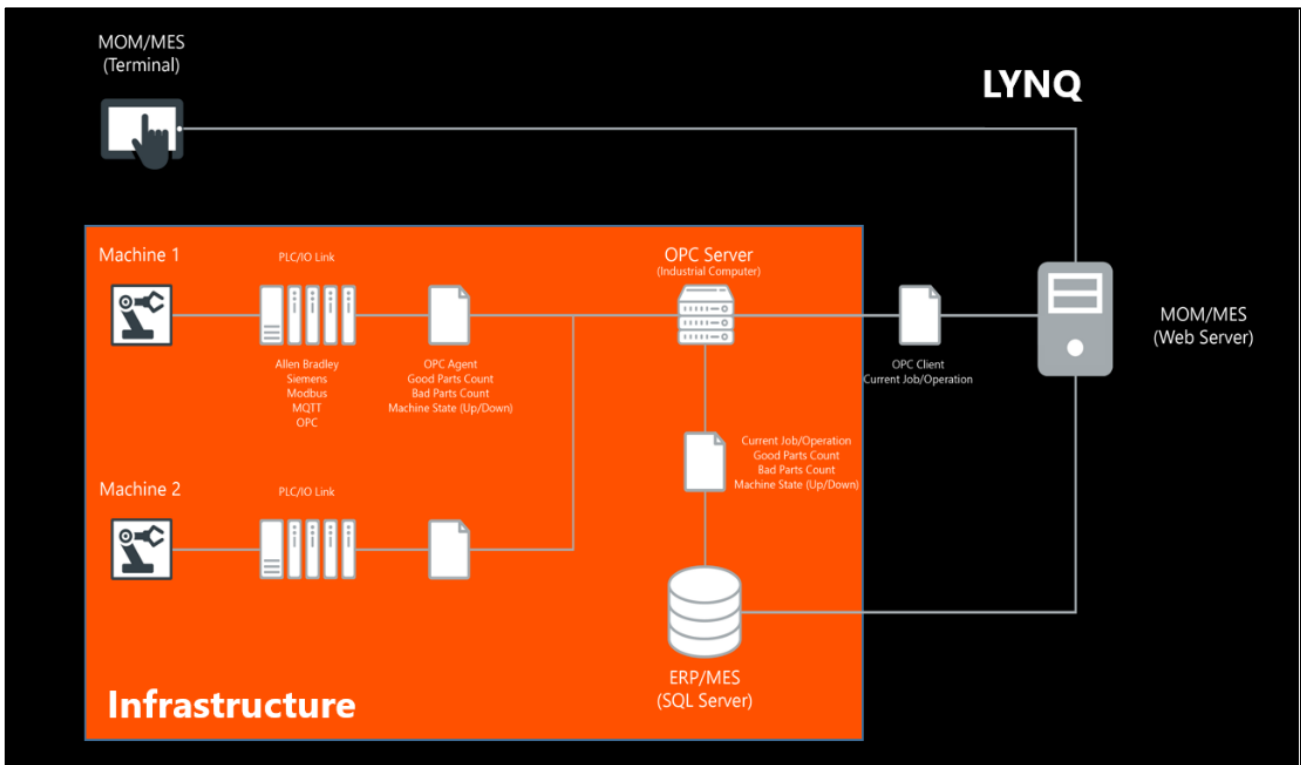 MOM/MES
(Terminal)
LYNQ
Machine 1
PLC/IO Link
OPC Server
(Industrial Computer)
MOM/MES
(Web Server)
Allen Bradley
Siemens
Modbus
MQTT
OPC
OPC Agent
Good Parts Count
Bad Parts Count
Machine State (Up/Down)
OPC Client
Current Job/Operation
Current Job/Operation
Good Parts Count
Bad Parts Count
Machine State (Up/Down)
Machine 2
PLC/IO Link
ERP/MES
(SQL Server)
Infrastructure